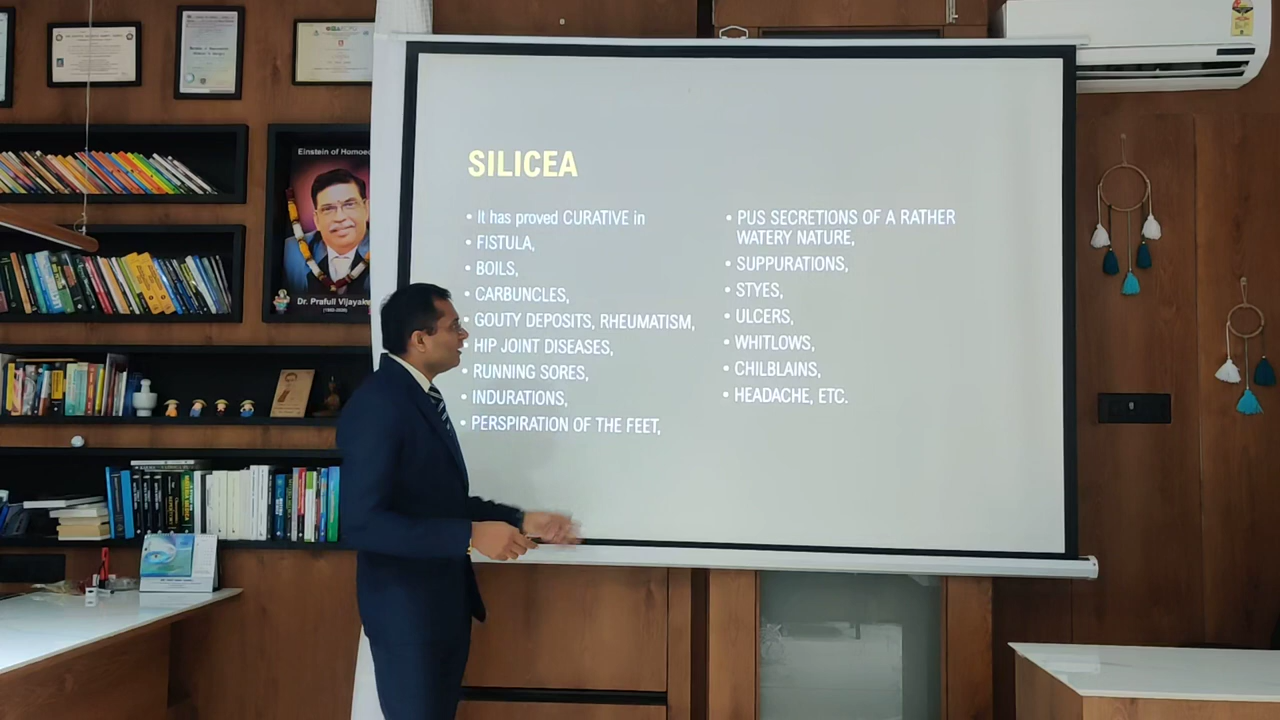 Einstein of Homoeo
Dr. Prafull Vijayak
SILICEA
• It has proved CURATIVE in
• FISTULA,
• BOILS,
• CARBUNCLES,
• GOUTY DEPOSITS, RHEUMATISM,
• HIP JOINT DISEASES,
• RUNNING SORES,
• INDURATIONS,
• PERSPIRATION OF THE FEET,
• PUS SECRETIONS OF A RATHER
WATERY NATURE,
• SUPPURATIONS,
• STYES,
• ULCERS,
• WHITLOWS,
• CHILBLAINS,
• HEADACHE, ETC.